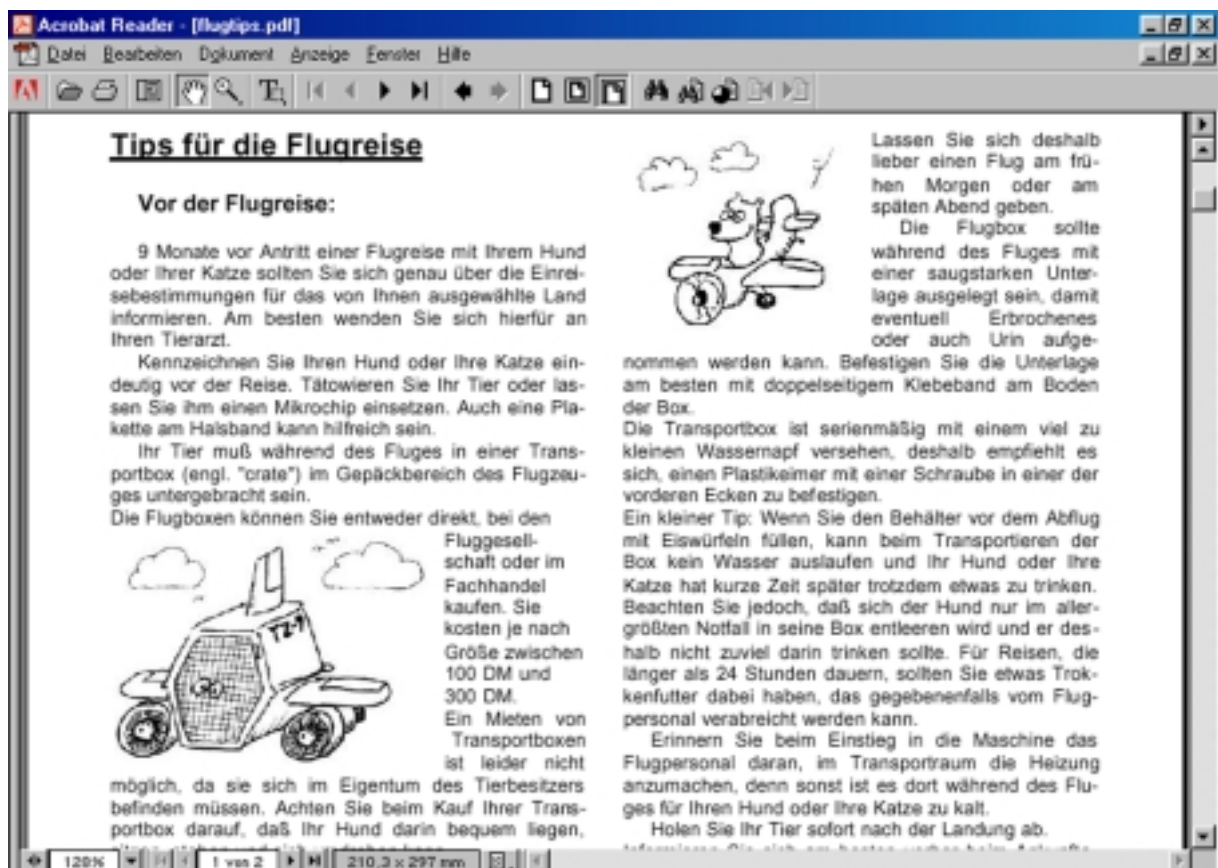 Acrobat Reader - [flugtips.pdf]
Datei Bearbeiten Dokument Anzeige Fenster Hilfe
Tips für die Flugreise
Vor der Flugreise:
9 Monate vor Antritt einer Flugreise mit Ihrem Hund
oder Ihrer Katze sollten Sie sich genau über die Einrei-
sebestimmungen für das von Ihnen ausgewählte Land
informieren. Am besten wenden Sie sich hierfür an
Ihren Tierarzt.
Kennzeichnen Sie Ihren Hund oder Ihre Katze ein-
deutig vor der Reise. Tätowieren Sie Ihr Tier oder las-
sen Sie ihm einen Mikrochip einsetzen. Auch eine Pla-
kette am Halsband kann hilfreich sein.
Ihr Tier muß während des Fluges in einer Trans-
portbox (engl. "crate") im Gepäckbereich des Flugzeu-
ges untergebracht sein.
Die Flugboxen können Sie entweder direkt, bei den
Fluggesell-
schaft oder im
Fachhandel
kaufen. Sie
kosten je nach
Größe zwischen
100 DM und
300 DM.
Ein Mieten von
Transportboxen
ist leider nicht
möglich, da sie sich im Eigentum des Tierbesitzers
befinden müssen. Achten Sie beim Kauf Ihrer Trans-
portbox darauf, daß Ihr Hund darin bequem liegen,
Lassen Sie sich deshalb
lieber einen Flug am frü-
hen Morgen oder am
späten Abend geben.
Die Flugbox sollte
während des Fluges mit
einer saugstarken Unter-
lage ausgelegt sein, damit
eventuell Erbrochenes
oder auch Urin aufge-
nommen werden kann. Befestigen Sie die Unterlage
am besten mit doppelseitigem Klebeband am Boden
der Box.
Die Transportbox ist serienmäßig mit einem viel zu
kleinen Wassernapf versehen, deshalb empfiehlt es
sich, einen Plastikeimer mit einer Schraube in einer der
vorderen Ecken zu befestigen.
Ein kleiner Tip: Wenn Sie den Behälter vor dem Abflug
mit Eiswürfeln füllen, kann beim Transportieren der
Box kein Wasser auslaufen und Ihr Hund oder Ihre
Katze hat kurze Zeit später trotzdem etwas zu trinken.
Beachten Sie jedoch, daß sich der Hund nur im aller-
größten Notfall in seine Box entleeren wird und er des-
halb nicht zuviel darin trinken sollte. Für Reisen, die
länger als 24 Stunden dauern, sollten Sie etwas Trok-
kenfutter dabei haben, das gegebenenfalls vom Flug-
personal verabreicht werden kann.
Erinnern Sie beim Einstieg in die Maschine das
Flugpersonal daran, im Transportraum die Heizung
anzumachen, denn sonst ist es dort während des Flu-
ges für Ihren Hund oder Ihre Katze zu kalt.
Holen Sie Ihr Tier sofort nach der Landung ab.
128% 1 von 2 210,3 x 297 mm